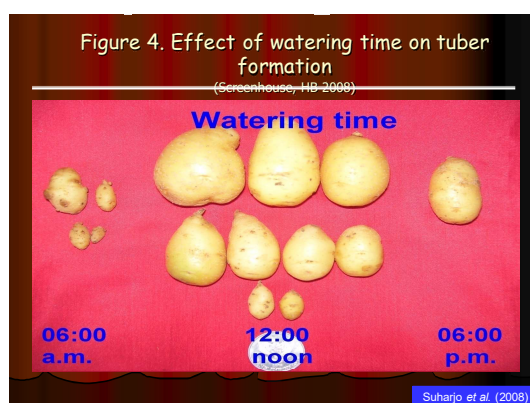 Figure 4. Effect of watering time on tuber
formation
(Screenhouse, HB 2008)
Watering time
06:00
a.m.
12:00
noon
06:00
p.m.
Suharjo et al. (2008)